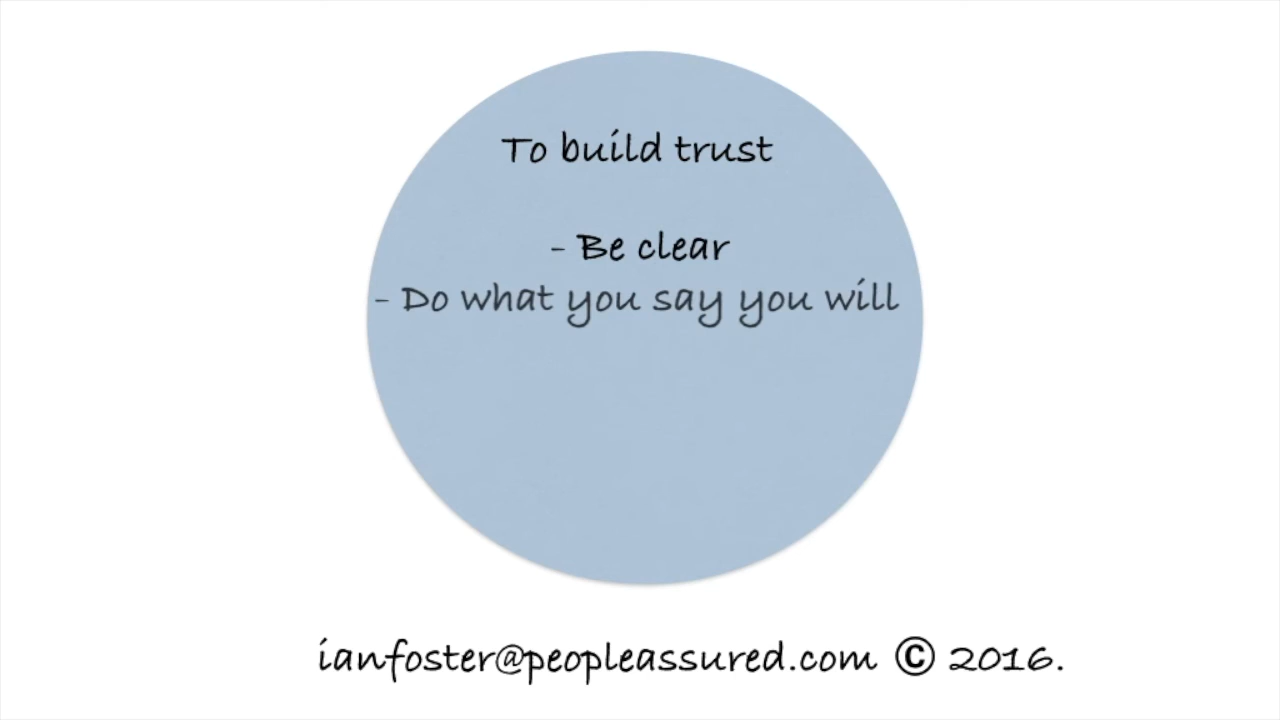 To build trust
- Be clear
- Do what you say you will
ianfoster@peopleassured.com © 2016.